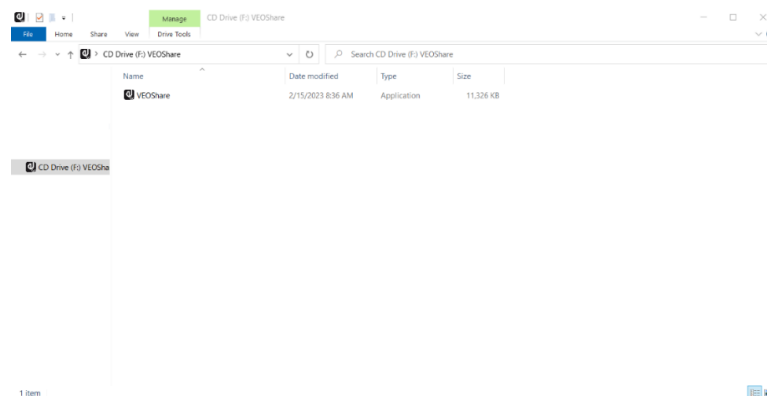 Manage CD Drive (F:) VEOShare
File Home Share View Drive Tools
CD Drive (F:) VEOShare Search CD Drive (F:) VEOShare
Name Date modified Type Size
VEOShare 2/15/2023 8:36 AM Application 11,326 KB
CD Drive (F:) VEOSha
1 item